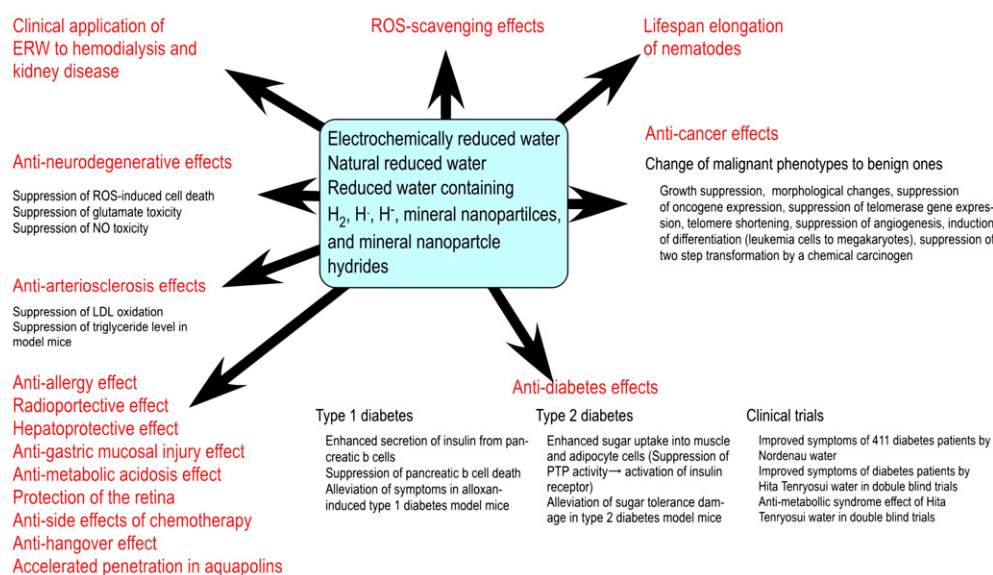 Clinical application of
ERW to hemodialysis and
kidney disease
ROS-scavenging effects
Lifespan elongation
of nematodes
Electrochemically reduced water
Natural reduced water
Reduced water containing
H₂, H·, H⁻, mineral nanopartilces,
and mineral nanopartcle
hydrides
Anti-neurodegenerative effects
Suppression of ROS-induced cell death
Suppression of glutamate toxicity
Suppression of NO toxicity
Anti-arteriosclerosis effects
Suppression of LDL oxidation
Suppression of triglyceride level in
model mice
Anti-allergy effect
Radioportective effect
Hepatoprotective effect
Anti-gastric mucosal injury effect
Anti-metabolic acidosis effect
Protection of the retina
Anti-side effects of chemotherapy
Anti-hangover effect
Accelerated penetration in aquapolins
Anti-cancer effects
Change of malignant phenotypes to benign ones
Growth suppression, morphological changes, suppression
of oncogene expression, suppression of telomerase gene expres-
sion, telomere shortening, suppression of angiogenesis, induction
of differentiation (leukemia cells to megakaryotes), suppression of
two step transformation by a chemical carcinogen
Anti-diabetes effects
Type 1 diabetes
Enhanced secretion of insulin from pan-
creatic b cells
Suppression of pancreatic b cell death
Alleviation of symptoms in alloxan-
induced type 1 diabetes model mice
Type 2 diabetes
Enhanced sugar uptake into muscle
and adipocyte cells (Suppression of
PTP activity→ activation of insulin
receptor)
Alleviation of sugar tolerance dam-
age in type 2 diabetes model mice
Clinical trials
Improved symptoms of 411 diabetes patients by
Nordenau water
Improved symptoms of diabetes patients by
Hita Tenryosui water in dobule blind trials
Anti-metabollic syndrome effect of Hita
Tenryosui water in double blind trials